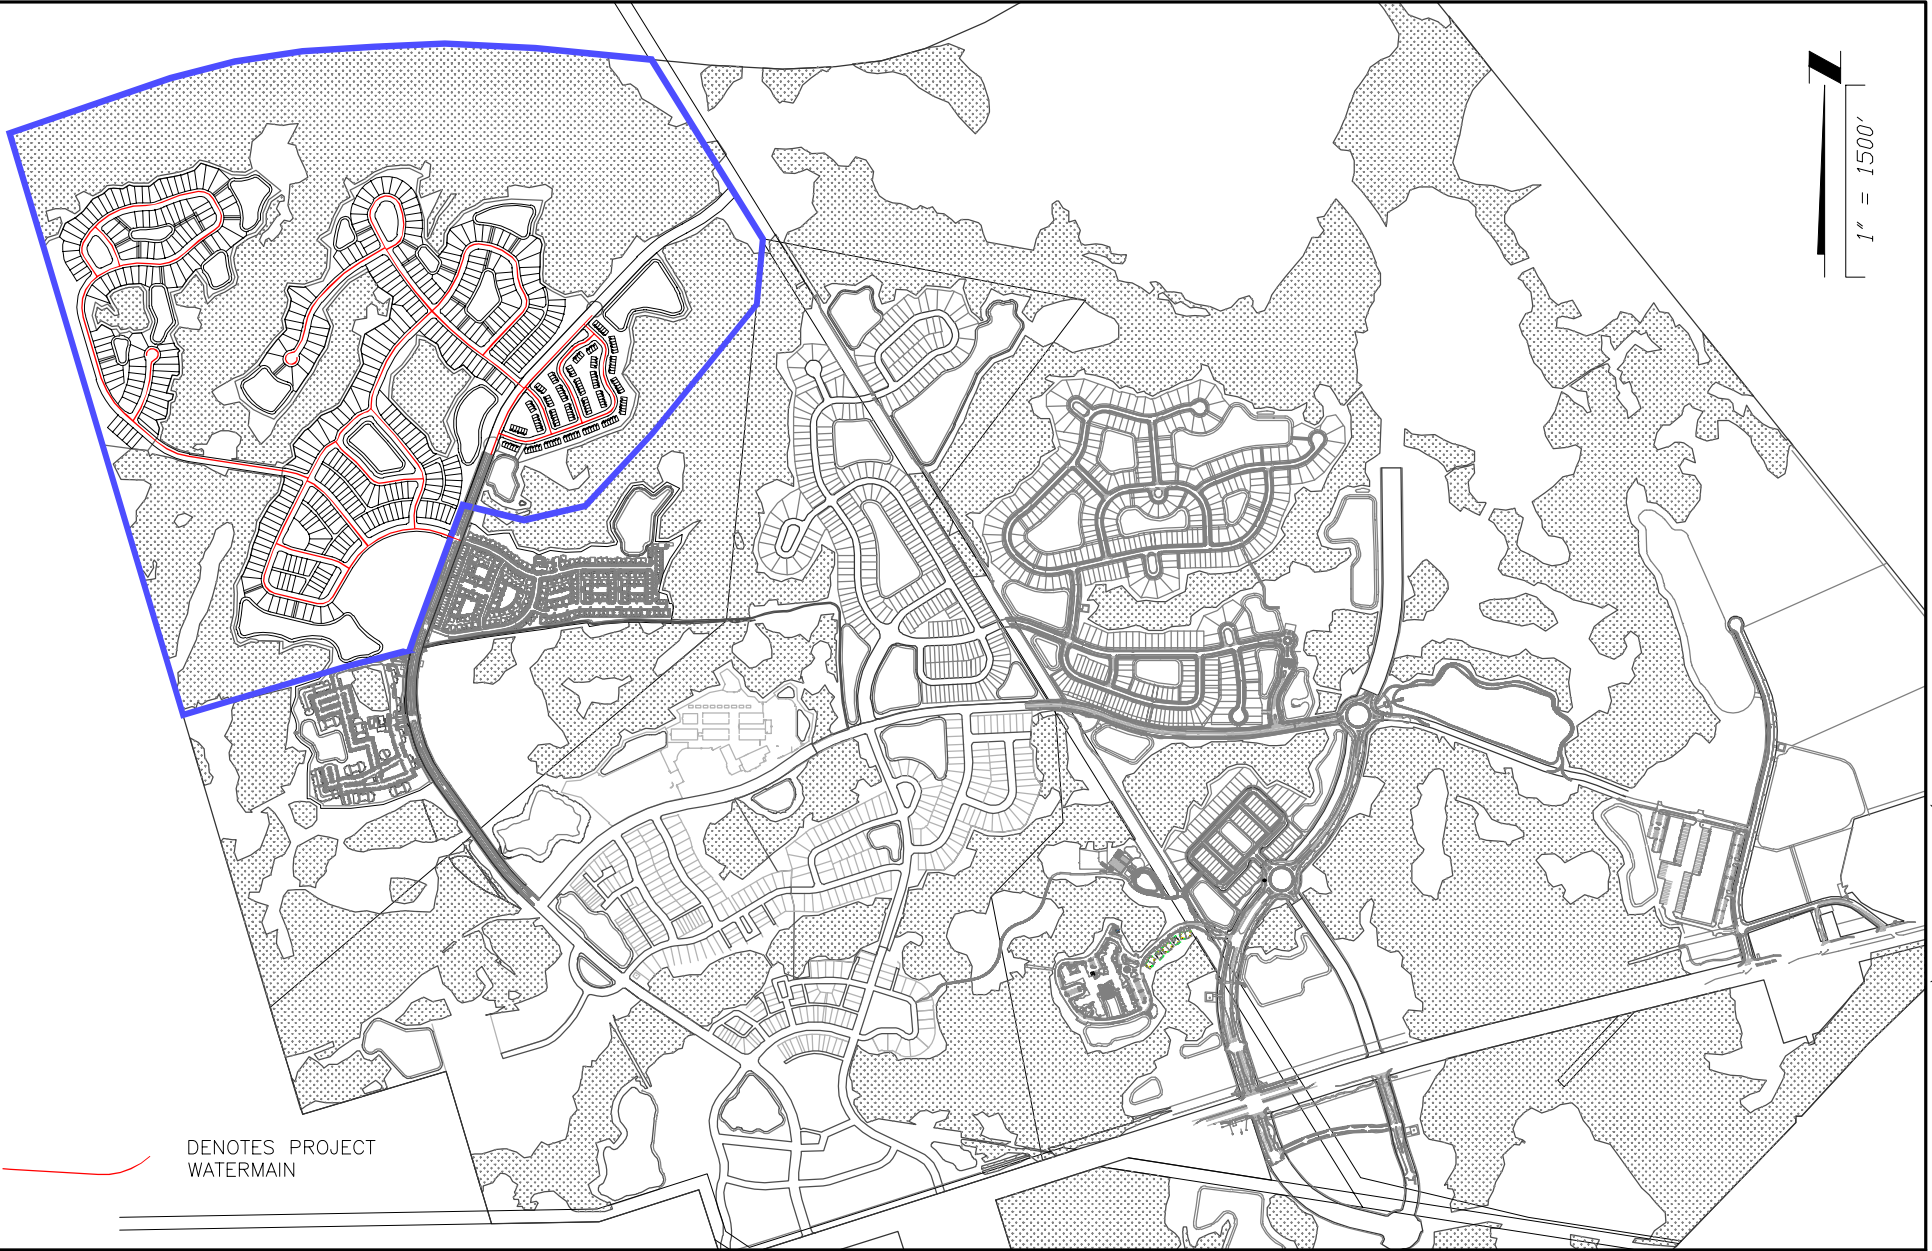 1" = 1500'
DENOTES PROJECT
WATERMAIN